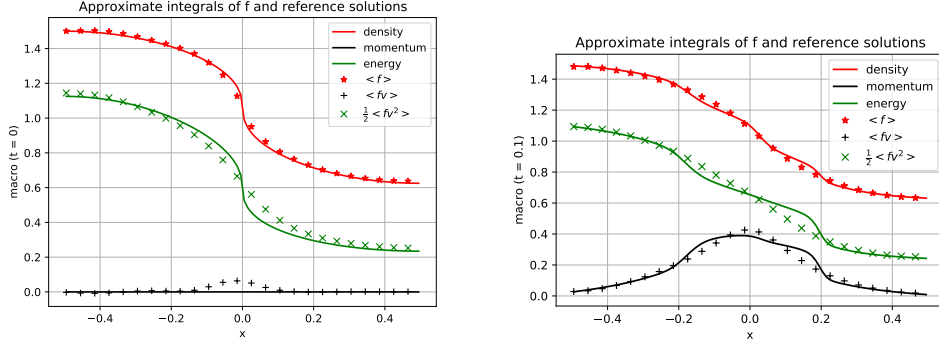 Approximate integrals of f and reference solutions
macro (t = 0)
1.4
1.2
1.0
0.8
0.6
0.4
0.2
0.0
density
momentum
energy
< f >
< fv >
½ < fv² >
−0.4
−0.2
0.0
0.2
0.4
x
Approximate integrals of f and reference solutions
macro (t = 0.1)
1.4
1.2
1.0
0.8
0.6
0.4
0.2
0.0
density
momentum
energy
< f >
< fv >
½ < fv² >
−0.4
−0.2
0.0
0.2
0.4
x